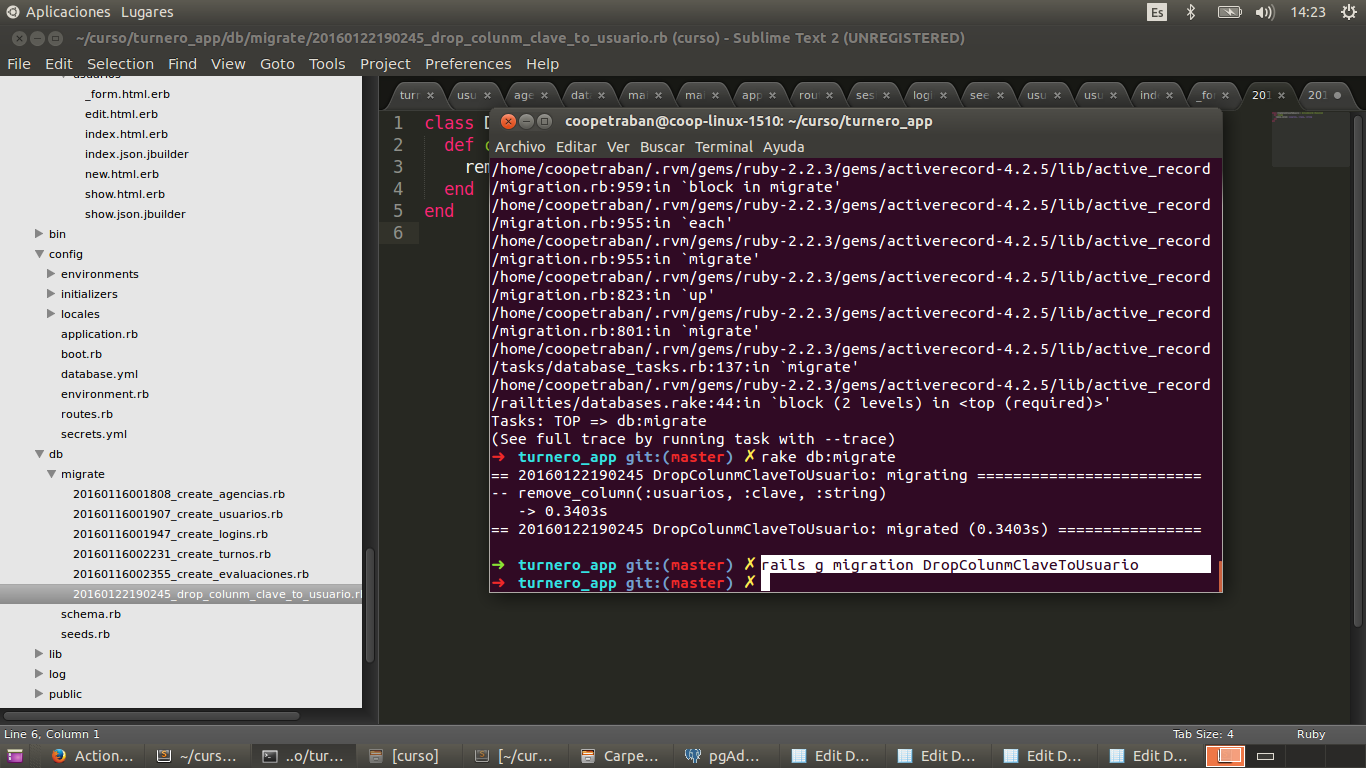 Aplicaciones Lugares
Es
14:23
~/curso/turnero_app/db/migrate/20160122190245_drop_colunm_clave_to_usuario.rb (curso) - Sublime Text 2 (UNREGISTERED)
File Edit Selection Find View Goto Tools Project Preferences Help
usuarios
_form.html.erb
edit.html.erb
index.html.erb
index.json.jbuilder
new.html.erb
show.html.erb
show.json.jbuilder
bin
config
environments
initializers
locales
application.rb
boot.rb
database.yml
environment.rb
routes.rb
secrets.yml
db
migrate
20160116001808_create_agencias.rb
20160116001907_create_usuarios.rb
20160116001947_create_logins.rb
20160116002231_create_turnos.rb
20160116002355_create_evaluaciones.rb
20160122190245_drop_colunm_clave_to_usuario.r
schema.rb
seeds.rb
lib
log
public
turn usu age data mai mai app rout sess logi see usu usu inde _for 201 201
1 class D
2 def c
3 rem
4 end
5 end
6
coopetraban@coop-linux-1510: ~/curso/turnero_app
Archivo Editar Ver Buscar Terminal Ayuda
/home/coopetraban/.rvm/gems/ruby-2.2.3/gems/activerecord-4.2.5/lib/active_record
/migration.rb:959:in `block in migrate'
/home/coopetraban/.rvm/gems/ruby-2.2.3/gems/activerecord-4.2.5/lib/active_record
/migration.rb:955:in `each'
/home/coopetraban/.rvm/gems/ruby-2.2.3/gems/activerecord-4.2.5/lib/active_record
/migration.rb:955:in `migrate'
/home/coopetraban/.rvm/gems/ruby-2.2.3/gems/activerecord-4.2.5/lib/active_record
/migration.rb:823:in `up'
/home/coopetraban/.rvm/gems/ruby-2.2.3/gems/activerecord-4.2.5/lib/active_record
/migration.rb:801:in `migrate'
/home/coopetraban/.rvm/gems/ruby-2.2.3/gems/activerecord-4.2.5/lib/active_record
/tasks/database_tasks.rb:137:in `migrate'
/home/coopetraban/.rvm/gems/ruby-2.2.3/gems/activerecord-4.2.5/lib/active_record
/railties/databases.rake:44:in `block (2 levels) in <top (required)>'
Tasks: TOP => db:migrate
(See full trace by running task with --trace)
➜ turnero_app git:(master) ✗ rake db:migrate
== 20160122190245 DropColunmClaveToUsuario: migrating =========================
-- remove_column(:usuarios, :clave, :string)
-> 0.3403s
== 20160122190245 DropColunmClaveToUsuario: migrated (0.3403s) ================
➜ turnero_app git:(master) ✗ rails g migration DropColunmClaveToUsuario
➜ turnero_app git:(master) ✗
Line 6, Column 1
Tab Size: 4
Ruby
Action... ~/curs... ..o/tur... [curso] [~/cur... Carpe... pgAd... Edit D... Edit D... Edit D... Edit D...